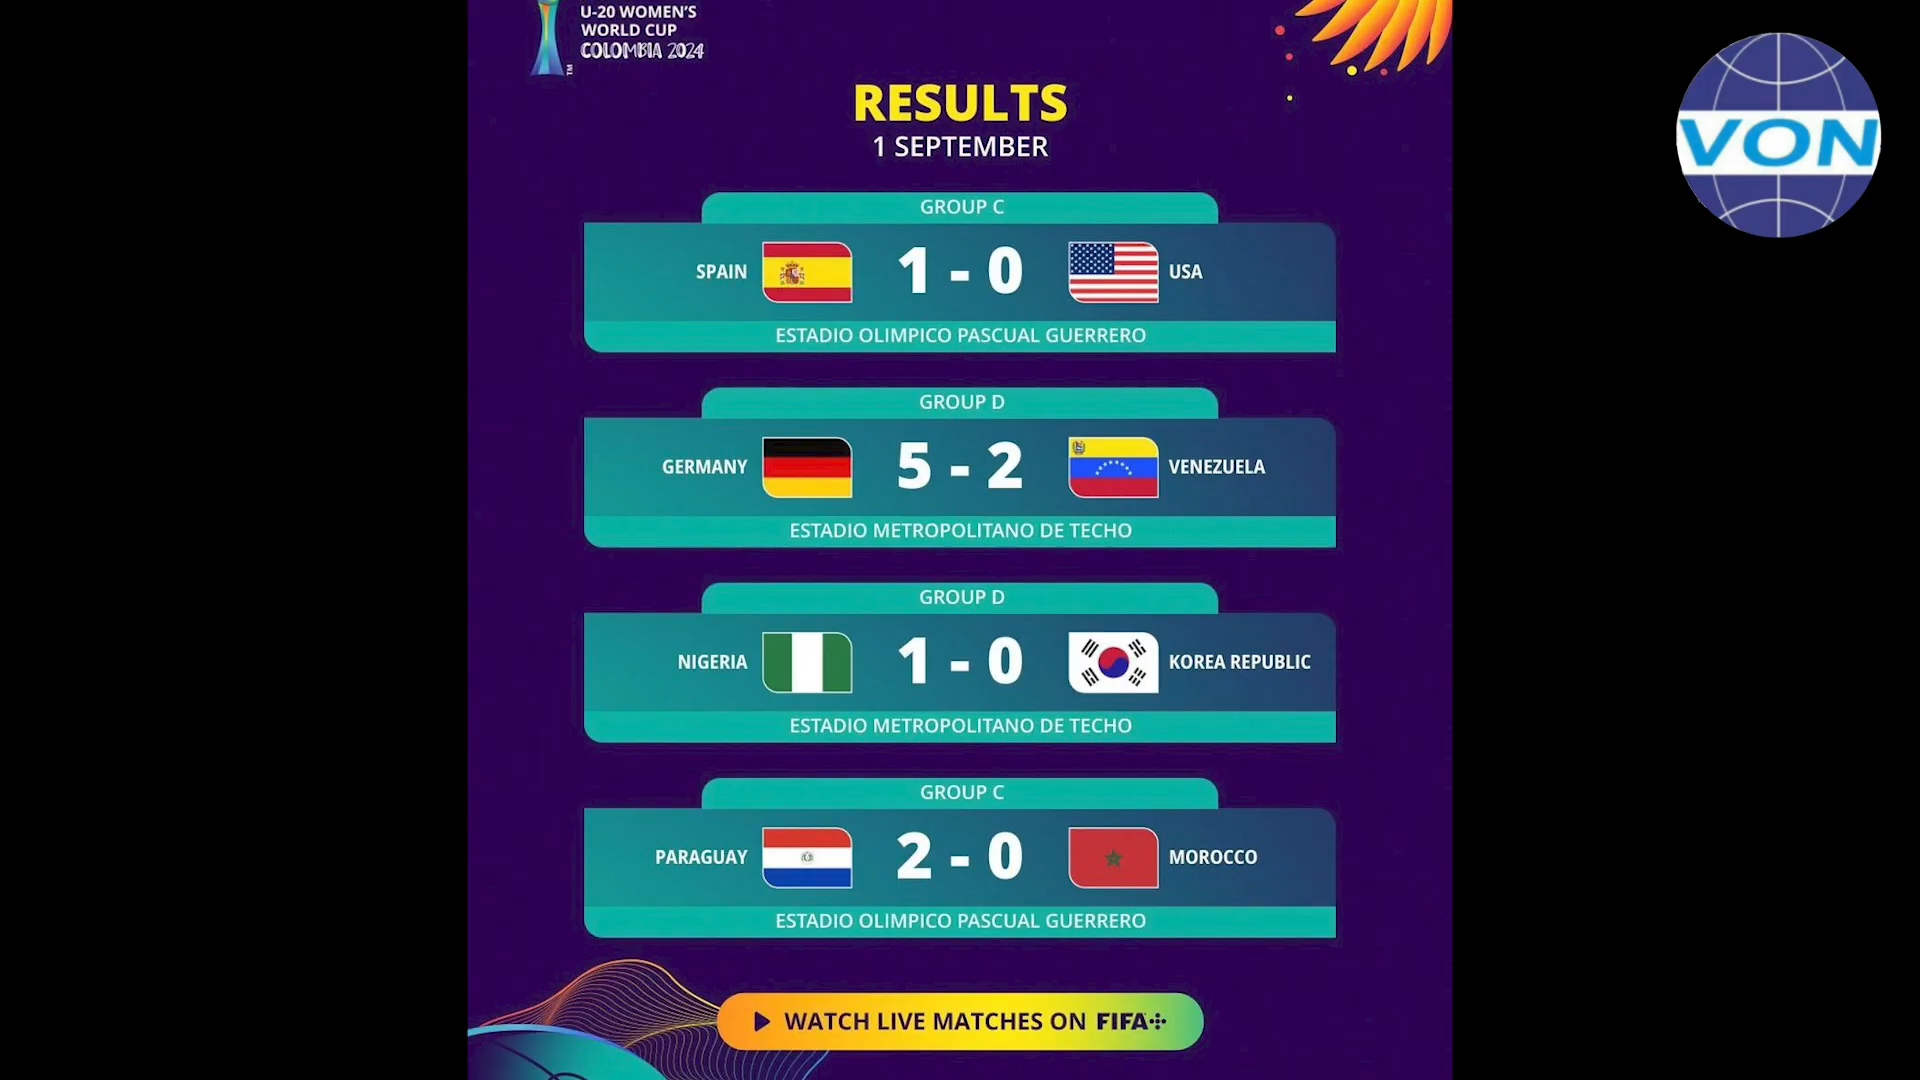 U-20 WOMEN'S
WORLD CUP
COLOMBIA 2024
TM
VON
RESULTS
1 SEPTEMBER
GROUP C
SPAIN 1 - 0 USA
ESTADIO OLIMPICO PASCUAL GUERRERO
GROUP D
GERMANY 5 - 2 VENEZUELA
ESTADIO METROPOLITANO DE TECHO
GROUP D
NIGERIA 1 - 0 KOREA REPUBLIC
ESTADIO METROPOLITANO DE TECHO
GROUP C
PARAGUAY 2 - 0 MOROCCO
ESTADIO OLIMPICO PASCUAL GUERRERO
WATCH LIVE MATCHES ON FIFA+